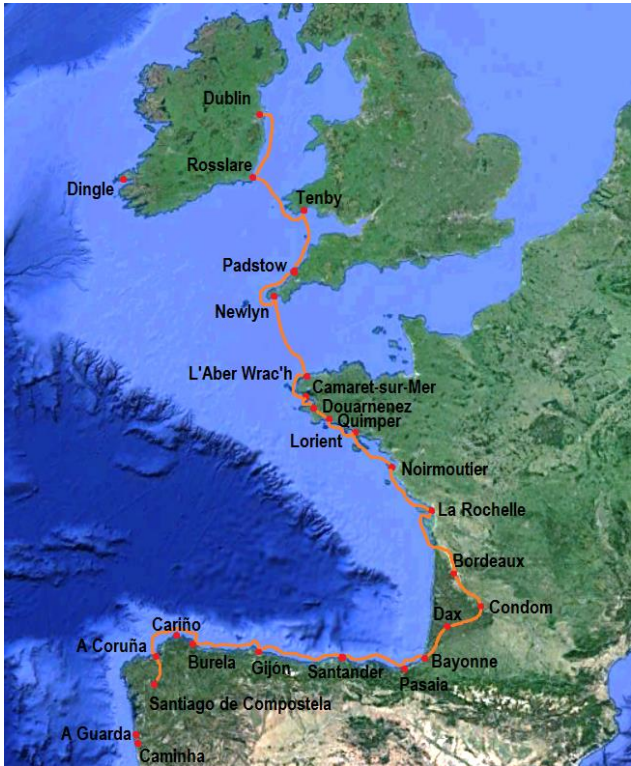 Dublin
Rosslare
Dingle
Tenby
Padstow
Newlyn
L'Aber Wrac'h
Camaret-sur-Mer
Douarnenez
Quimper
Lorient
Noirmoutier
La Rochelle
Bordeaux
Condom
Dax
Cariño
A Coruña
Burela
Gijón
Santander
Bayonne
Pasaia
Santiago de Compostela
A Guarda
Caminha